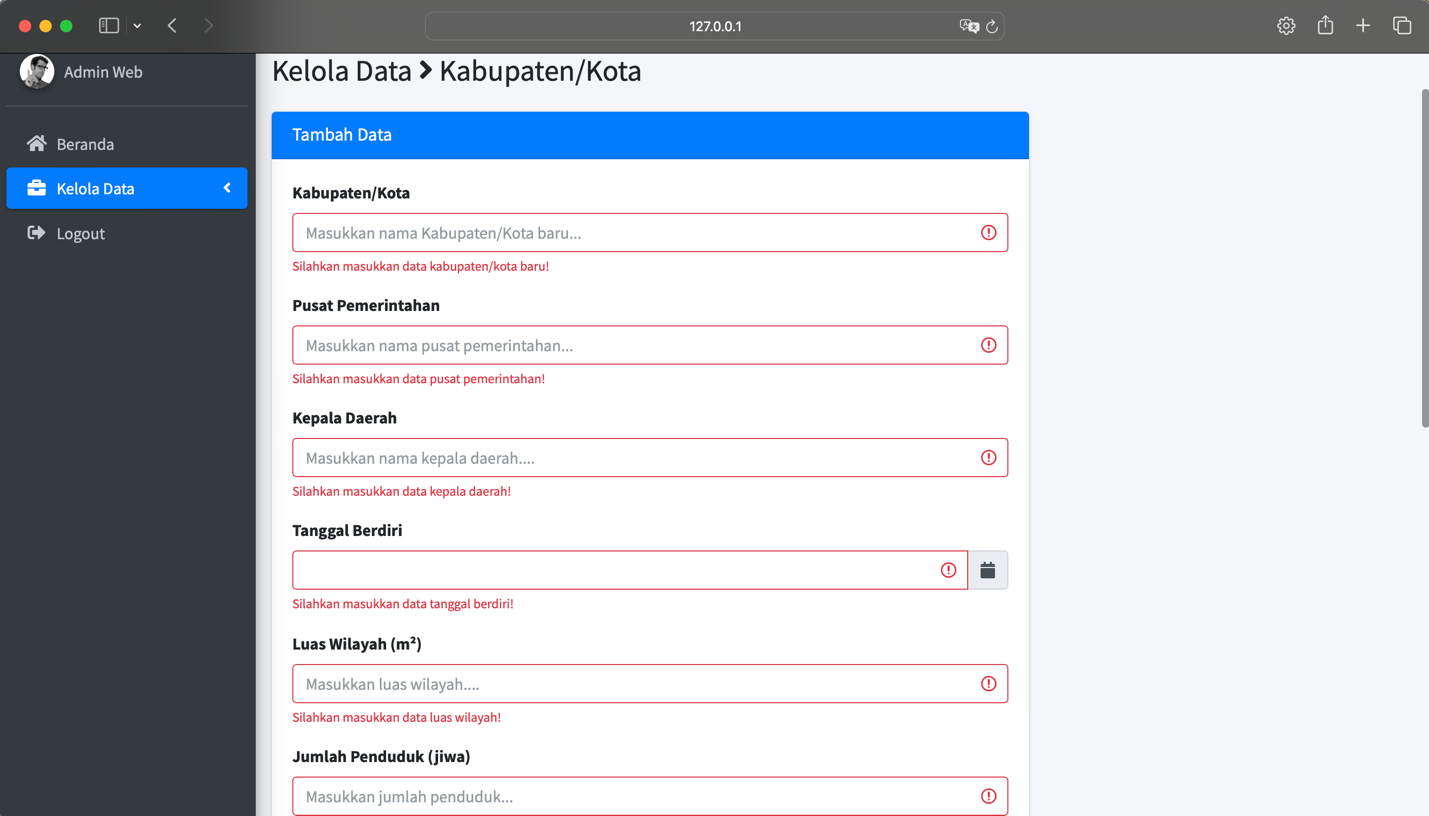 127.0.0.1
Admin Web
Kelola Data > Kabupaten/Kota
Beranda
Kelola Data
Logout
Tambah Data
Kabupaten/Kota
Masukkan nama Kabupaten/Kota baru...
Silahkan masukkan data kabupaten/kota baru!
Pusat Pemerintahan
Masukkan nama pusat pemerintahan...
Silahkan masukkan data pusat pemerintahan!
Kepala Daerah
Masukkan nama kepala daerah....
Silahkan masukkan data kepala daerah!
Tanggal Berdiri
Silahkan masukkan data tanggal berdiri!
Luas Wilayah (m²)
Masukkan luas wilayah....
Silahkan masukkan data luas wilayah!
Jumlah Penduduk (jiwa)
Masukkan jumlah penduduk...